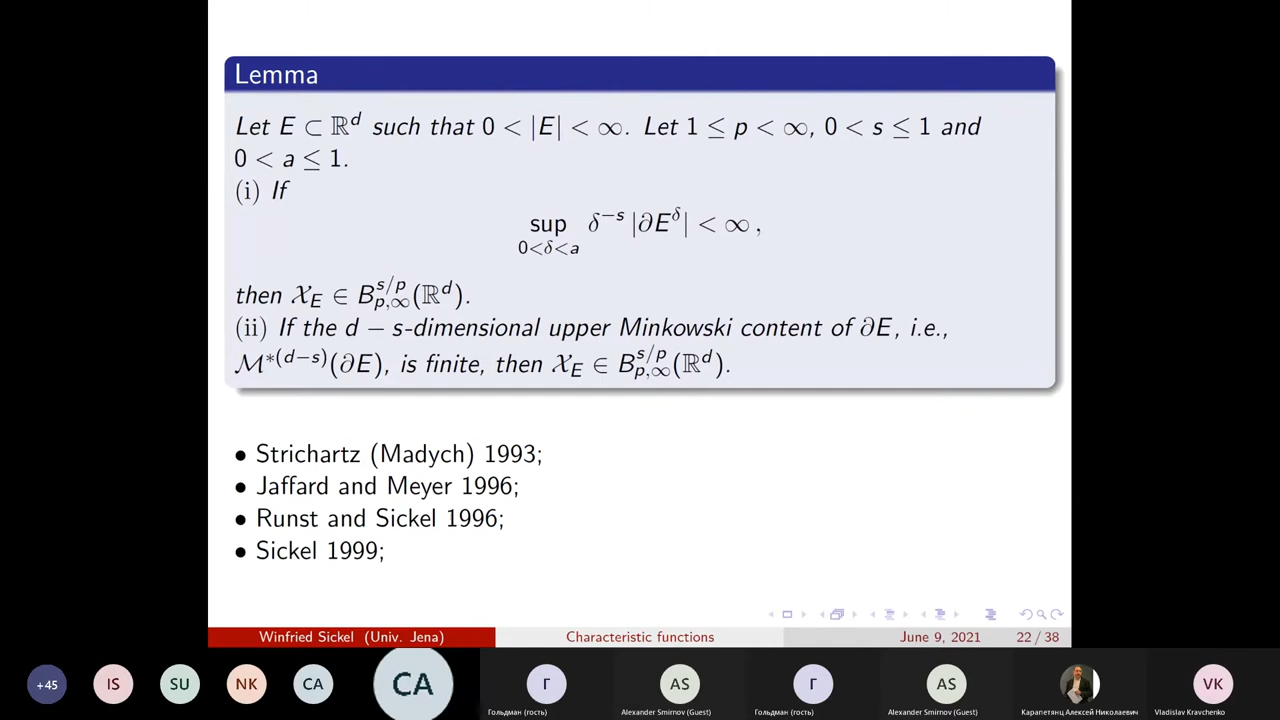 Lemma
Let E ⊂ ℝ^d such that 0 < |E| < ∞. Let 1 ≤ p < ∞, 0 < s ≤ 1 and
0 < a ≤ 1.
(i) If
sup_{0<δ<a} δ^{−s} |∂E^δ| < ∞ ,
then 𝒳_E ∈ B^{s/p}_{p,∞}(ℝ^d).
(ii) If the d − s-dimensional upper Minkowski content of ∂E, i.e.,
ℳ^{*(d−s)}(∂E), is finite, then 𝒳_E ∈ B^{s/p}_{p,∞}(ℝ^d).
• Strichartz (Madych) 1993;
• Jaffard and Meyer 1996;
• Runst and Sickel 1996;
• Sickel 1999;
Winfried Sickel (Univ. Jena) Characteristic functions June 9, 2021 22 / 38
+45 IS SU NK CA CA Г AS Г AS VK
Гольдман (гость) Alexander Smirnov (Guest) Гольдман (гость) Alexander Smirnov (Guest) Карапетянц Алексей Николаевич Vladislav Kravchenko